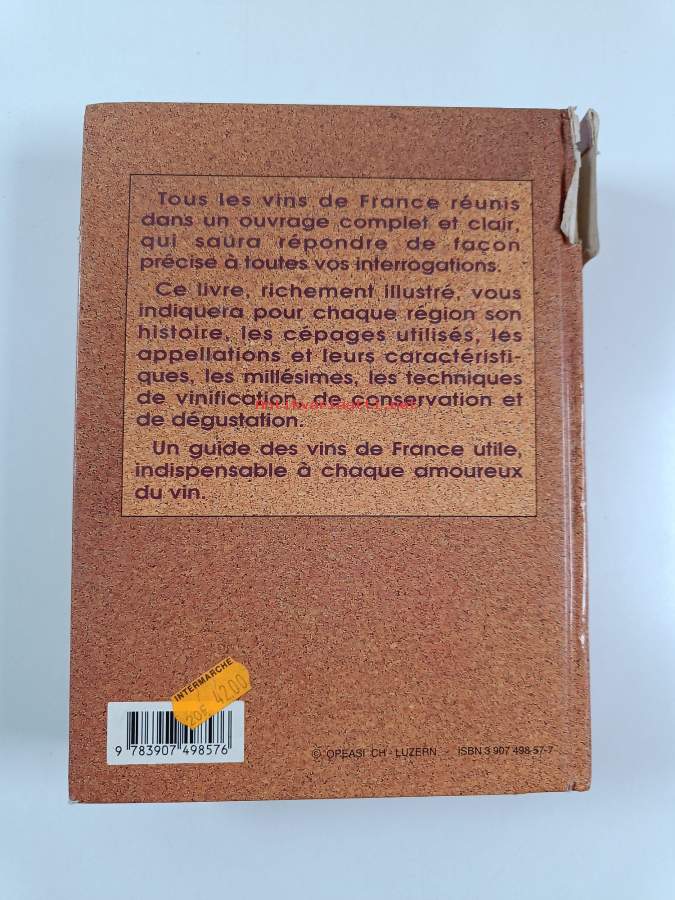 Tous les vins de France réunis
dans un ouvrage complet et clair,
qui saura répondre de façon
précise à toutes vos interrogations.
Ce livre, richement illustré, vous
indiquera pour chaque région son
histoire, les cépages utilisés, les
appellations et leurs caractéristi-
ques, les millésimes, les techniques
de vinification, de conservation et
de dégustation.
Un guide des vins de France utile,
indispensable à chaque amoureux
du vin.
INTERMARCHE
4200
9 783907 498576
© OPEASI CH - LUZERN - ISBN 3 907 498-57-7